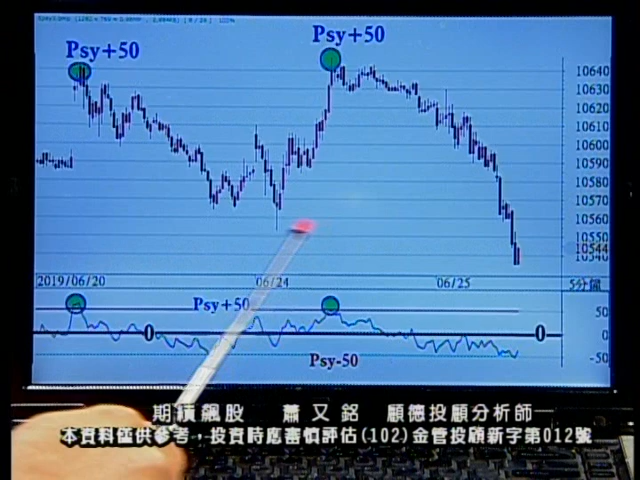 Psy+50
Psy+50
10640
10630
10620
10610
10600
10590
10580
10570
10560
10550
10544
10540
2019/06/20
06/24
06/25
5分鐘
Psy+50
50
0
0
0
Psy-50
-50
期績飆股 蕭又銘 顧德投顧分析師
本資料僅供參考，投資時應審慎評估(102)金管投顧新字第012號